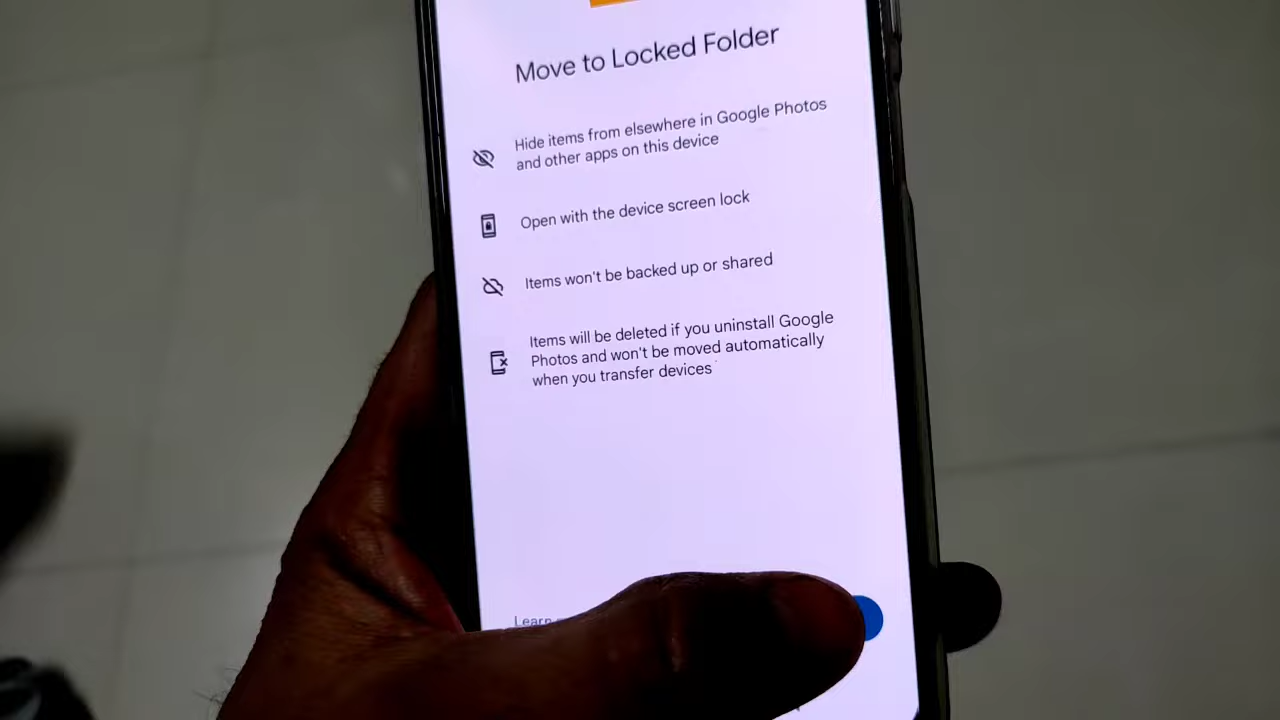 Move to Locked Folder
Hide items from elsewhere in Google Photos
and other apps on this device
Open with the device screen lock
Items won't be backed up or shared
Items will be deleted if you uninstall Google
Photos and won't be moved automatically
when you transfer devices
Learn